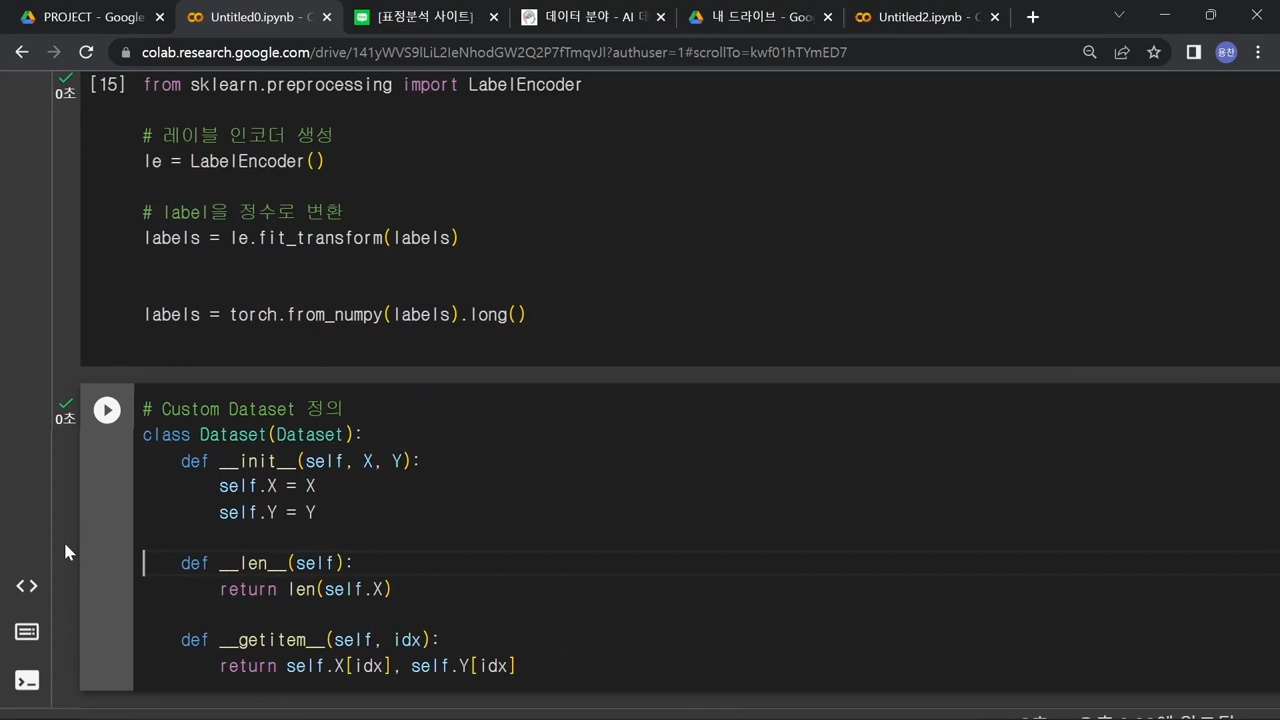 PROJECT - Google
Untitled0.ipynb - C
[표정분석 사이트]
데이터 분야 - AI 데
내 드라이브 - Goo
Untitled2.ipynb - C
colab.research.google.com/drive/141yWVS9lLiL2IeNhodGW2Q2P7fTmqvJl?authuser=1#scrollTo=kwf01hTYmED7
용찬
0초
[15]
from sklearn.preprocessing import LabelEncoder
# 레이블 인코더 생성
le = LabelEncoder()
# label을 정수로 변환
labels = le.fit_transform(labels)
labels = torch.from_numpy(labels).long()
0초
# Custom Dataset 정의
class Dataset(Dataset):
def __init__(self, X, Y):
self.X = X
self.Y = Y
def __len__(self):
return len(self.X)
def __getitem__(self, idx):
return self.X[idx], self.Y[idx]